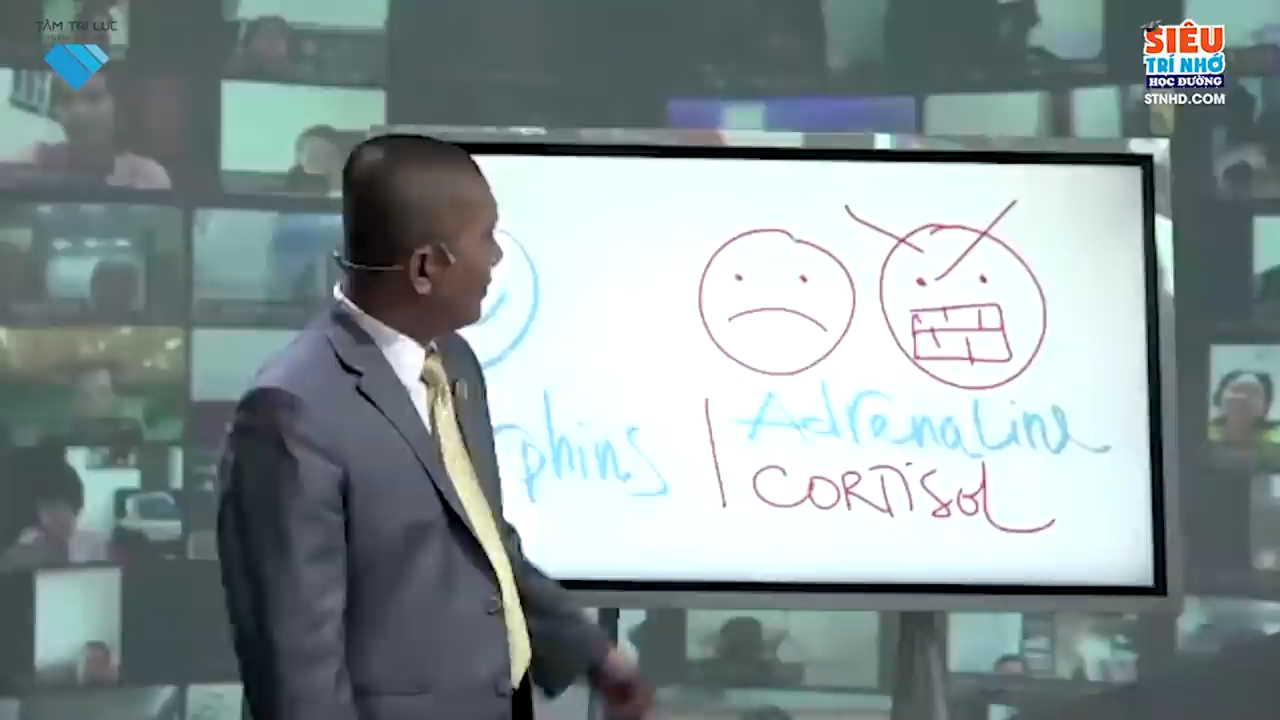 TÂM TRÍ LỰC
SIÊU
TRÍ NHỚ
HỌC ĐƯỜNG
STNHD.COM
phins
Adrenaline
CORTiSol